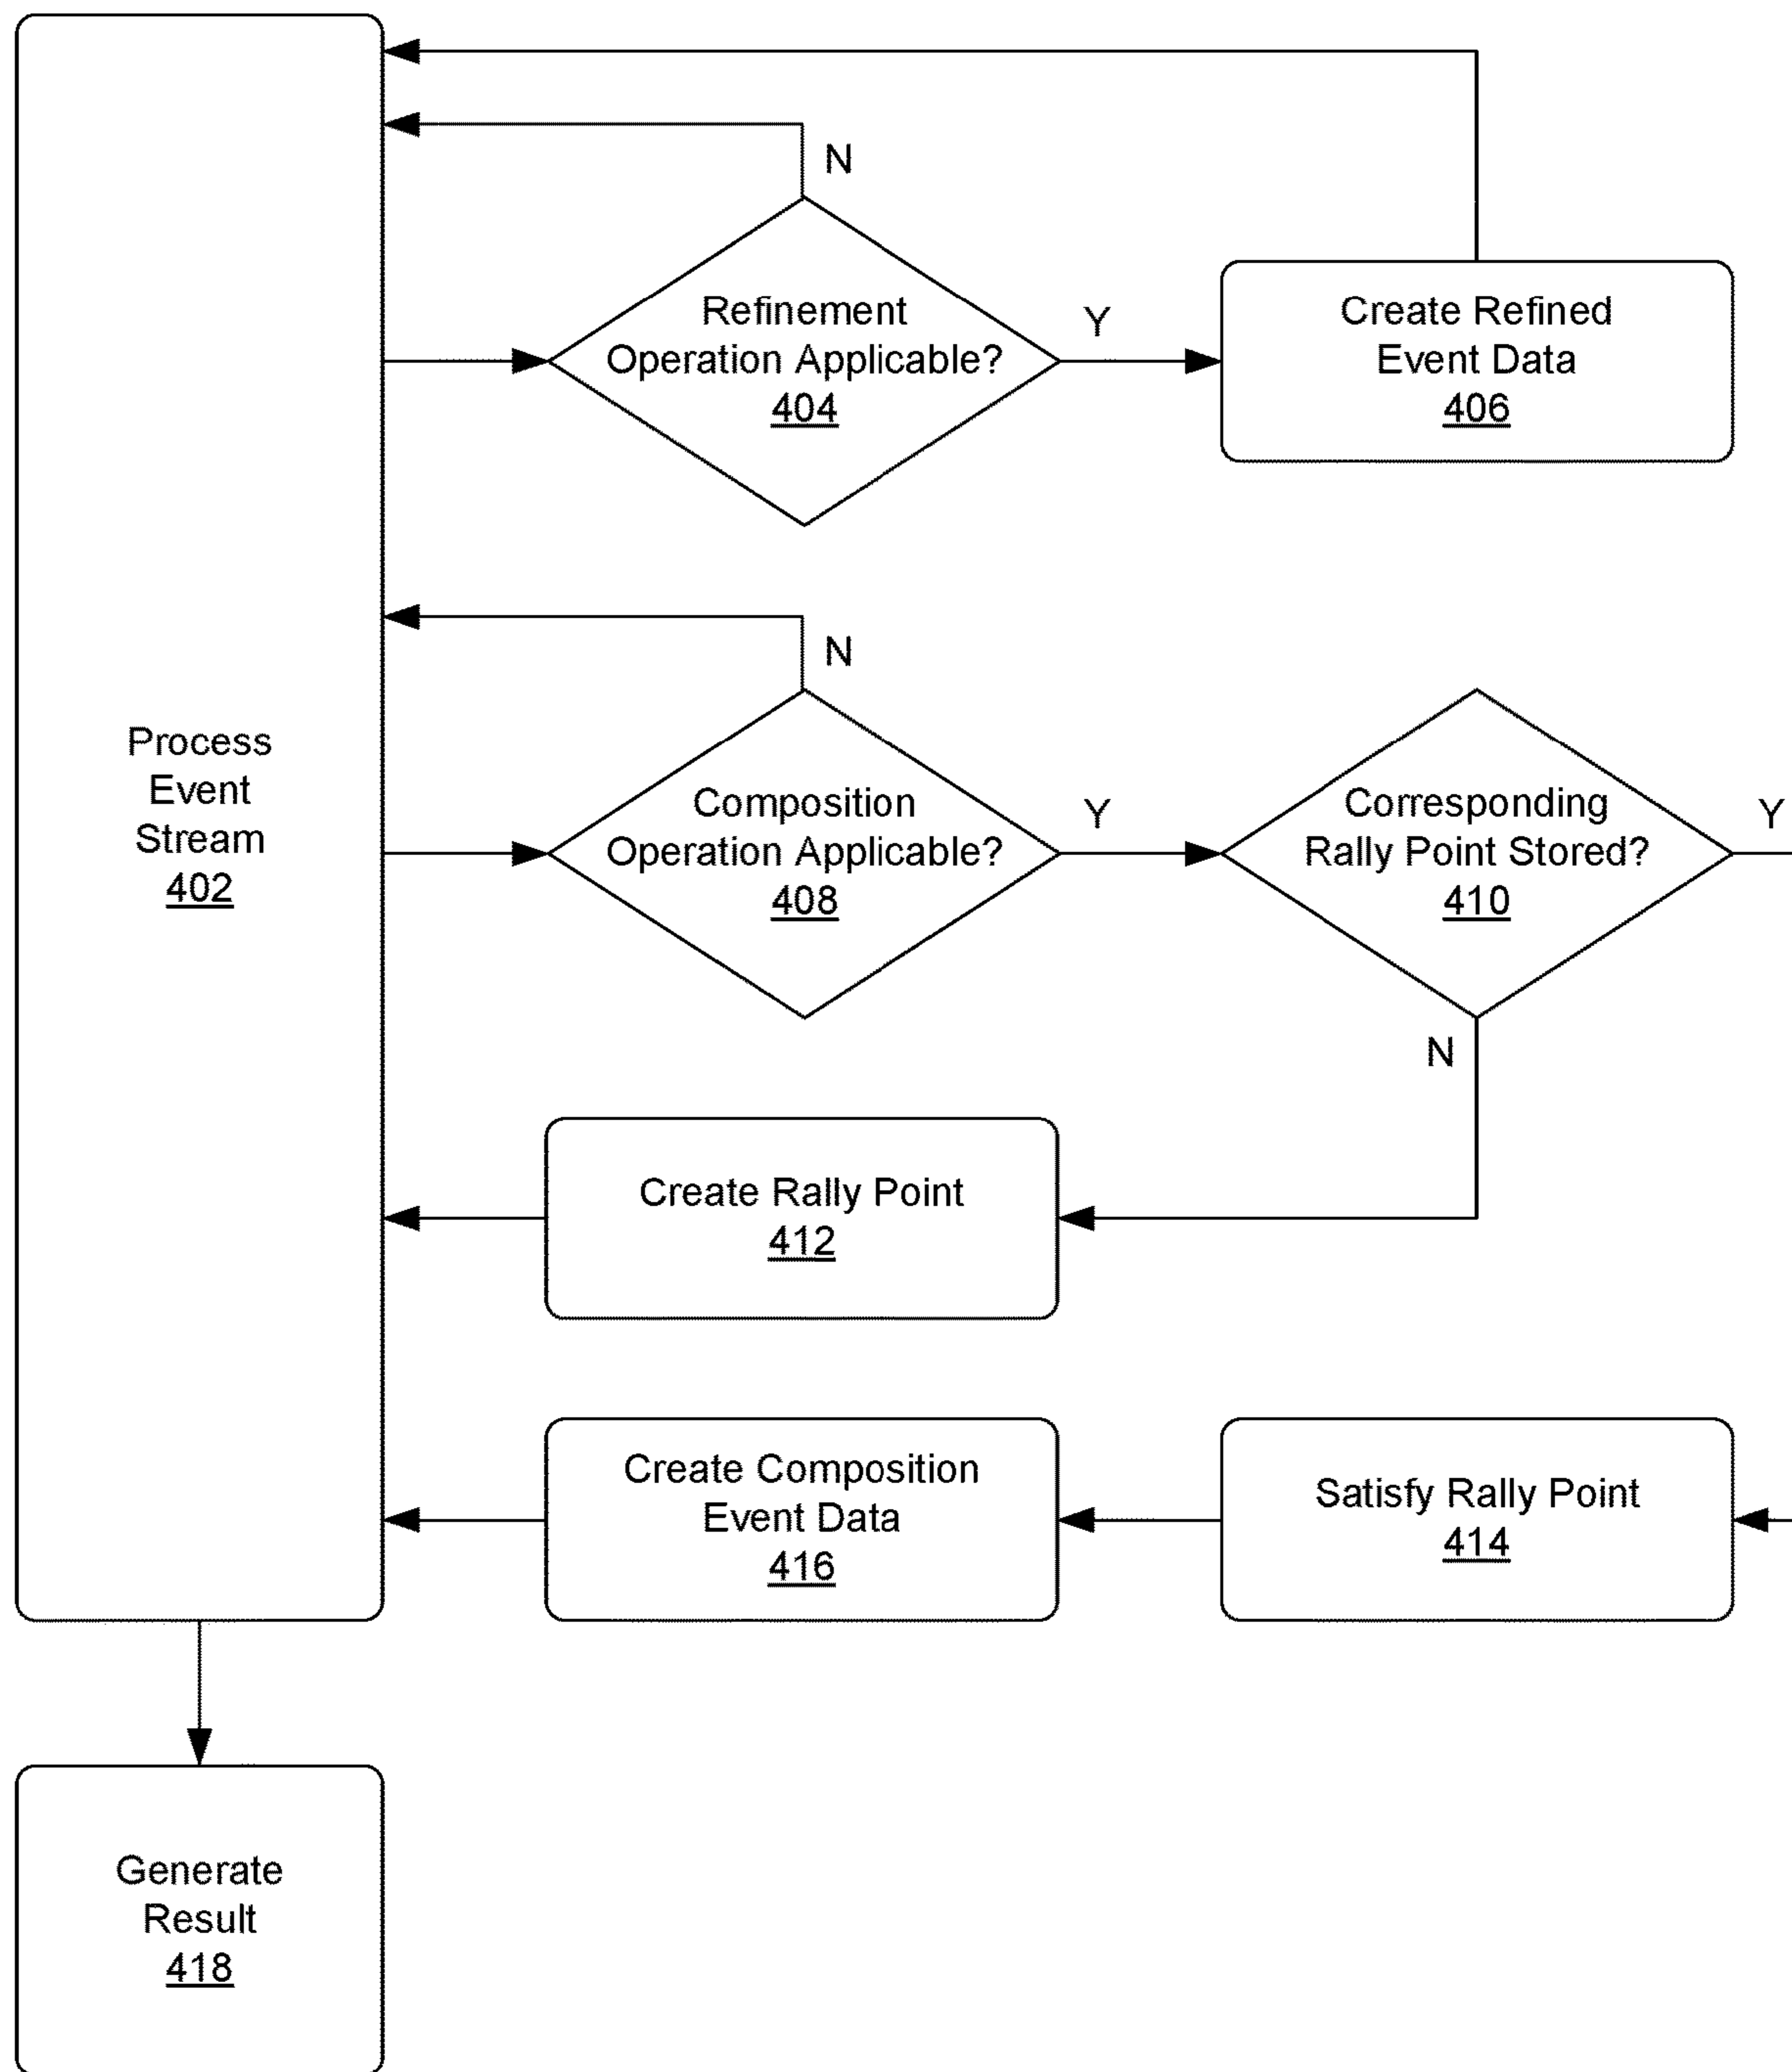 N
Refinement
Operation Applicable?
404
Y
Create Refined
Event Data
406
Process
Event
Stream
402
N
Composition
Operation Applicable?
408
Y
Corresponding
Rally Point Stored?
410
Y
N
Create Rally Point
412
Create Composition
Event Data
416
Satisfy Rally Point
414
Generate
Result
418